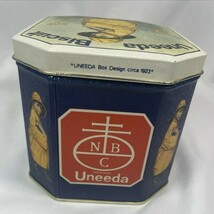 Uneeda
Biscuit
"UNEEDA Box Design circa 1923"
N B
C
Uneeda